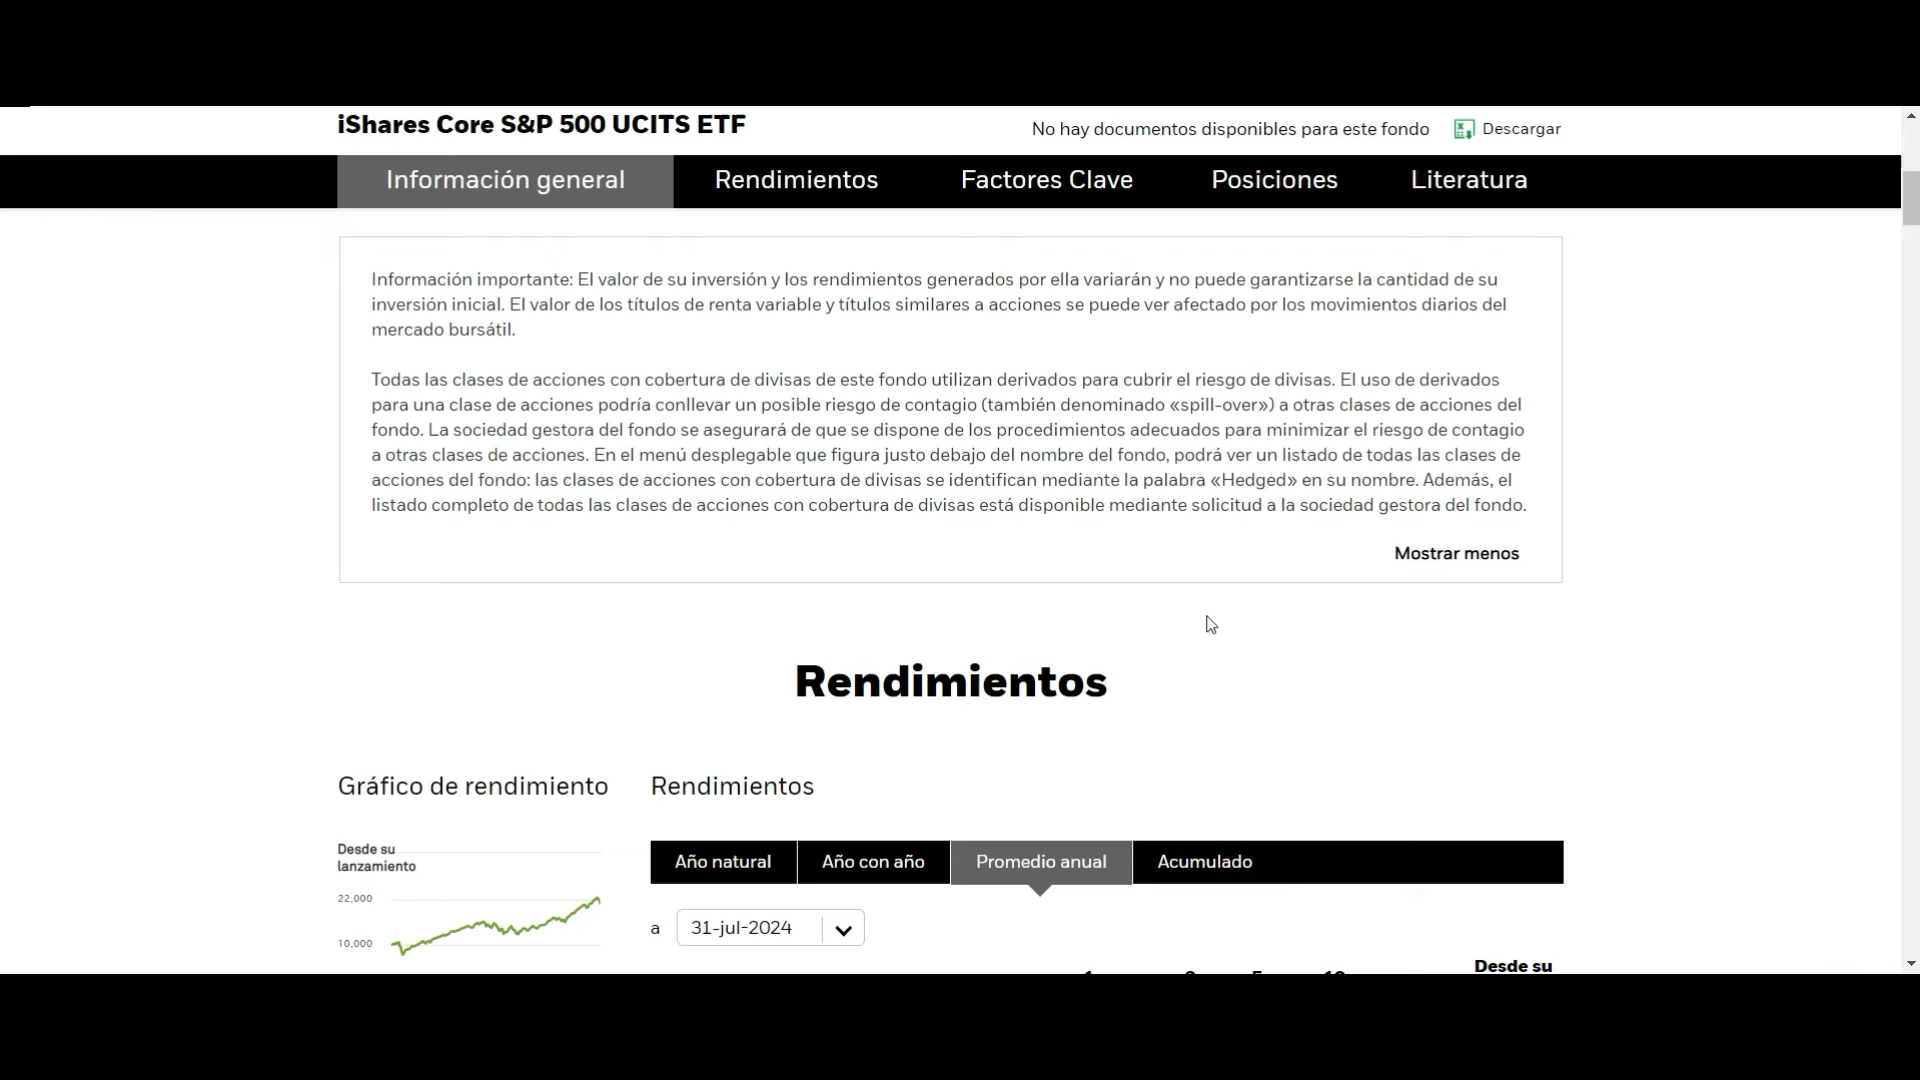 iShares Core S&P 500 UCITS ETF
No hay documentos disponibles para este fondo
Descargar
Información general
Rendimientos
Factores Clave
Posiciones
Literatura
Información importante: El valor de su inversión y los rendimientos generados por ella variarán y no puede garantizarse la cantidad de su
inversión inicial. El valor de los títulos de renta variable y títulos similares a acciones se puede ver afectado por los movimientos diarios del
mercado bursátil.
Todas las clases de acciones con cobertura de divisas de este fondo utilizan derivados para cubrir el riesgo de divisas. El uso de derivados
para una clase de acciones podría conllevar un posible riesgo de contagio (también denominado «spill-over») a otras clases de acciones del
fondo. La sociedad gestora del fondo se asegurará de que se dispone de los procedimientos adecuados para minimizar el riesgo de contagio
a otras clases de acciones. En el menú desplegable que figura justo debajo del nombre del fondo, podrá ver un listado de todas las clases de
acciones del fondo: las clases de acciones con cobertura de divisas se identifican mediante la palabra «Hedged» en su nombre. Además, el
listado completo de todas las clases de acciones con cobertura de divisas está disponible mediante solicitud a la sociedad gestora del fondo.
Mostrar menos
Rendimientos
Gráfico de rendimiento
Rendimientos
Desde su
lanzamiento
22,000
10,000
Año natural
Año con año
Promedio anual
Acumulado
a
31-jul-2024
Desde su